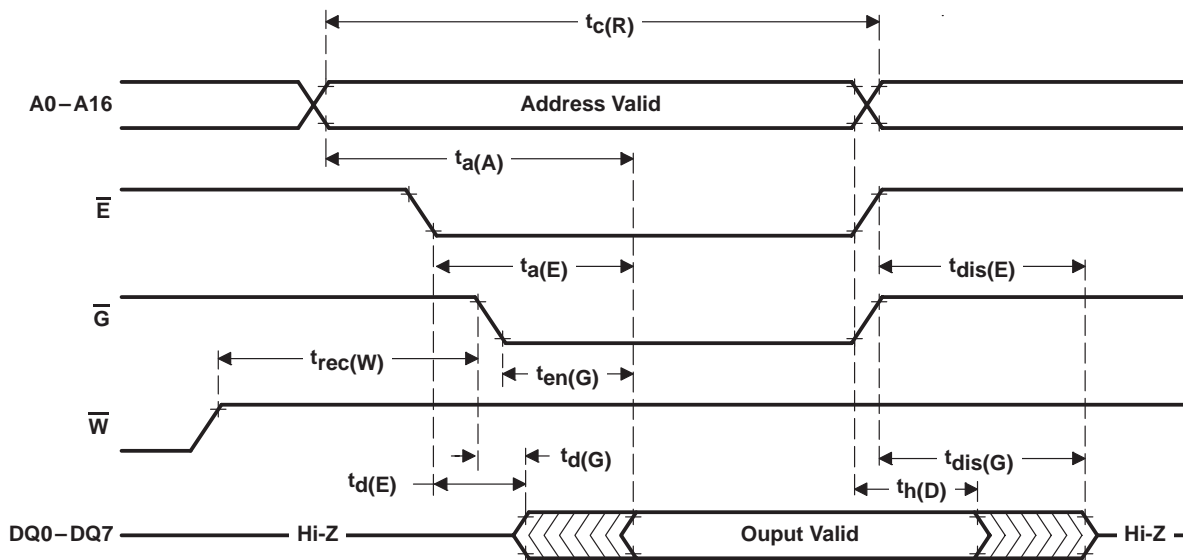 tc(R)
A0–A16
Address Valid
ta(A)
E
ta(E)
tdis(E)
G
trec(W)
ten(G)
W
td(G)
tdis(G)
td(E)
th(D)
DQ0–DQ7
Hi-Z
Ouput Valid
Hi-Z